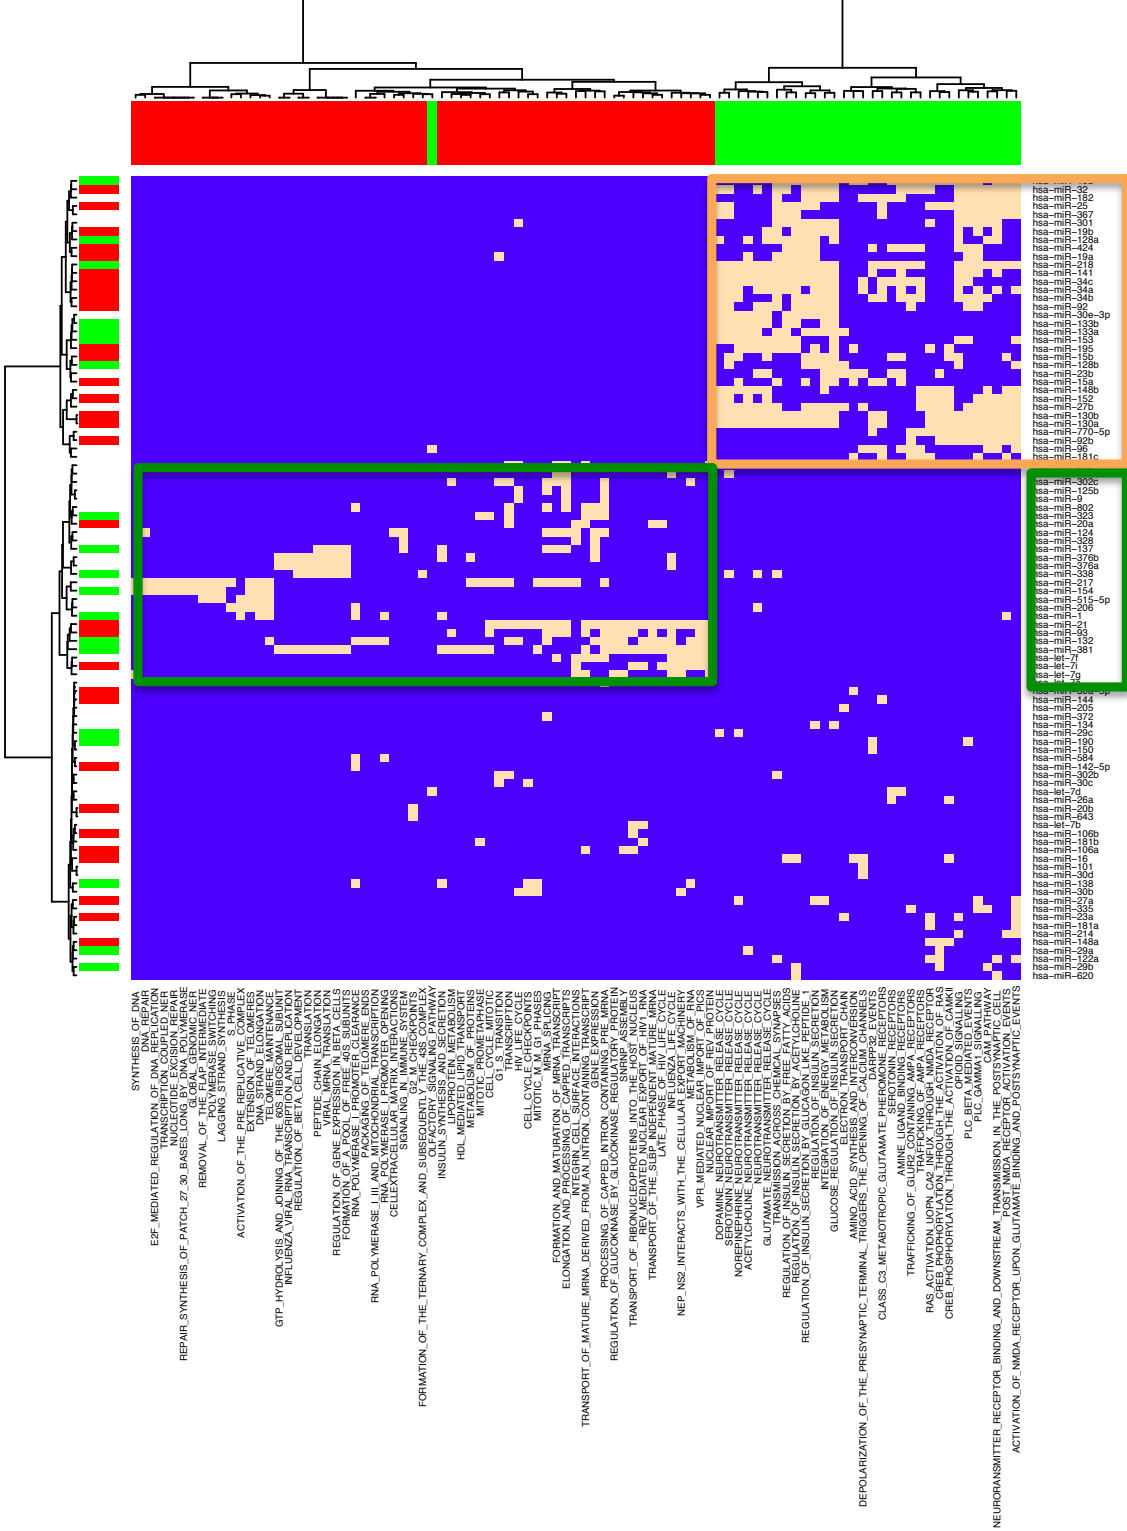 hsa−miR−32
hsa−miR−182
hsa−miR−25
hsa−miR−367
hsa−miR−301
hsa−miR−19b
hsa−miR−128a
hsa−miR−424
hsa−miR−19a
hsa−miR−218
hsa−miR−141
hsa−miR−34c
hsa−miR−34a
hsa−miR−34b
hsa−miR−92
hsa−miR−30e−3p
hsa−miR−133b
hsa−miR−133a
hsa−miR−153
hsa−miR−195
hsa−miR−15b
hsa−miR−128b
hsa−miR−23b
hsa−miR−15a
hsa−miR−148b
hsa−miR−152
hsa−miR−27b
hsa−miR−130b
hsa−miR−130a
hsa−miR−770−5p
hsa−miR−92b
hsa−miR−96
hsa−miR−181c
hsa−miR−302c
hsa−miR−125b
hsa−miR−9
hsa−miR−802
hsa−miR−323
hsa−miR−20a
hsa−miR−124
hsa−miR−328
hsa−miR−137
hsa−miR−376b
hsa−miR−376a
hsa−miR−338
hsa−miR−217
hsa−miR−154
hsa−miR−515−5p
hsa−miR−206
hsa−miR−1
hsa−miR−21
hsa−miR−93
hsa−miR−132
hsa−miR−381
hsa−let−7f
hsa−let−7i
hsa−let−7g
hsa−miR−144
hsa−miR−205
hsa−miR−372
hsa−miR−134
hsa−miR−29c
hsa−miR−190
hsa−miR−150
hsa−miR−584
hsa−miR−142−5p
hsa−miR−302b
hsa−miR−30c
hsa−let−7d
hsa−miR−26a
hsa−miR−20b
hsa−miR−643
hsa−let−7b
hsa−miR−106b
hsa−miR−181b
hsa−miR−106a
hsa−miR−16
hsa−miR−101
hsa−miR−30d
hsa−miR−138
hsa−miR−30b
hsa−miR−27a
hsa−miR−335
hsa−miR−23a
hsa−miR−181a
hsa−miR−214
hsa−miR−148a
hsa−miR−29a
hsa−miR−122a
hsa−miR−29b
hsa−miR−620
SYNTHESIS_OF_DNA
DNA_REPAIR
E2F_MEDIATED_REGULATION_OF_DNA_REPLICATION
TRANSCRIPTION_COUPLED_NER
NUCLEOTIDE_EXCISION_REPAIR
REPAIR_SYNTHESIS_OF_PATCH_27_30_BASES_LONG_BY_DNA_POLYMERASE
GLOBAL_GENOMIC_NER
REMOVAL_OF_THE_FLAP_INTERMEDIATE
POLYMERASE_SWITCHING
LAGGING_STRAND_SYNTHESIS
S_PHASE
ACTIVATION_OF_THE_PRE_REPLICATIVE_COMPLEX
EXTENSION_OF_TELOMERES
DNA_STRAND_ELONGATION
TELOMERE_MAINTENANCE
GTP_HYDROLYSIS_AND_JOINING_OF_THE_60S_RIBOSOMAL_SUBUNIT
INFLUENZA_VIRAL_RNA_TRANSCRIPTION_AND_REPLICATION
REGULATION_OF_BETA_CELL_DEVELOPMENT
TRANSLATION
PEPTIDE_CHAIN_ELONGATION
VIRAL_MRNA_TRANSLATION
REGULATION_OF_GENE_EXPRESSION_IN_BETA_CELLS
FORMATION_OF_A_POOL_OF_FREE_40S_SUBUNITS
RNA_POLYMERASE_I_PROMOTER_CLEARANCE
PACKAGING_OF_TELOMERE_ENDS
RNA_POLYMERASE_I_III_AND_MITOCHONDRIAL_TRANSCRIPTION
RNA_POLYMERASE_I_PROMOTER_OPENING
CELLEXTRACELLULAR_MATRIX_INTERACTIONS
SIGNALING_IN_IMMUNE_SYSTEM
G2_M_CHECKPOINTS
FORMATION_OF_THE_TERNARY_COMPLEX_AND_SUBSEQUENTLY_THE_43S_COMPLEX
OLFACTORY_SIGNALING_PATHWAY
INSULIN_SYNTHESIS_AND_SECRETION
LIPOPROTEIN_METABOLISM
HDL_MEDIATED_LIPID_TRANSPORT
METABOLISM_OF_PROTEINS
MITOTIC_PROMETAPHASE
CELL_CYCLE_MITOTIC
G1_S_TRANSITION
TRANSCRIPTION
HIV_LIFE_CYCLE
CELL_CYCLE_CHECKPOINTS
MITOTIC_M_M_G1_PHASES
MRNA_SPLICING
FORMATION_AND_MATURATION_OF_MRNA_TRANSCRIPT
ELONGATION_AND_PROCESSING_OF_CAPPED_TRANSCRIPTS
INTEGRIN_CELL_SURFACE_INTERACTIONS
TRANSPORT_OF_MATURE_MRNA_DERIVED_FROM_AN_INTRON_CONTAINING_TRANSCRIPT
GENE_EXPRESSION
PROCESSING_OF_CAPPED_INTRON_CONTAINING_PRE_MRNA
REGULATION_OF_GLUCOKINASE_BY_GLUCOKINASE_REGULATORY_PROTEIN
SNRNP_ASSEMBLY
TRANSPORT_OF_RIBONUCLEOPROTEINS_INTO_THE_HOST_NUCLEUS
REV_MEDIATED_NUCLEAR_EXPORT_OF_HIV1_RNA
TRANSPORT_OF_THE_SLBP_INDEPENDENT_MATURE_MRNA
LATE_PHASE_OF_HIV_LIFE_CYCLE
INFLUENZA_LIFE_CYCLE
NEP_NS2_INTERACTS_WITH_THE_CELLULAR_EXPORT_MACHINERY
METABOLISM_OF_RNA
VPR_MEDIATED_NUCLEAR_IMPORT_OF_PICS
NUCLEAR_IMPORT_OF_REV_PROTEIN
DOPAMINE_NEUROTRANSMITTER_RELEASE_CYCLE
SEROTONIN_NEUROTRANSMITTER_RELEASE_CYCLE
NOREPINEPHRINE_NEUROTRANSMITTER_RELEASE_CYCLE
ACETYLCHOLINE_NEUROTRANSMITTER_RELEASE_CYCLE
NEUROTRANSMITTER_RELEASE_CYCLE
GLUTAMATE_NEUROTRANSMITTER_RELEASE_CYCLE
TRANSMISSION_ACROSS_CHEMICAL_SYNAPSES
REGULATION_OF_INSULIN_SECRETION_BY_FREE_FATTY_ACIDS
REGULATION_OF_INSULIN_SECRETION_BY_ACETYLCHOLINE
REGULATION_OF_INSULIN_SECRETION_BY_GLUCAGON_LIKE_PEPTIDE_1
REGULATION_OF_INSULIN_SECRETION
INTEGRATION_OF_ENERGY_METABOLISM
GLUCOSE_REGULATION_OF_INSULIN_SECRETION
ELECTRON_TRANSPORT_CHAIN
AMINO_ACID_SYNTHESIS_AND_INTERCONVERSION
DEPOLARIZATION_OF_THE_PRESYNAPTIC_TERMINAL_TRIGGERS_THE_OPENING_OF_CALCIUM_CHANNELS
DARPP32_EVENTS
CLASS_C3_METABOTROPIC_GLUTAMATE_PHEROMONE_RECEPTORS
SEROTONIN_RECEPTORS
AMINE_LIGAND_BINDING_RECEPTORS
TRAFFICKING_OF_GLUR2_CONTAINING_AMPA_RECEPTORS
TRAFFICKING_OF_AMPA_RECEPTORS
RAS_ACTIVATION_UOPN_CA2_INFUX_THROUGH_NMDA_RECEPTOR
CREB_PHOPHORYLATION_THROUGH_THE_ACTIVATION_OF_RAS
CREB_PHOSPHORYLATION_THROUGH_THE_ACTIVATION_OF_CAMKII
OPIOID_SIGNALLING
PLC_BETA_MEDIATED_EVENTS
PLC_GAMMA1_SIGNALLING
CAM_PATHWAY
NEURORANSMITTER_RECEPTOR_BINDING_AND_DOWNSTREAM_TRANSMISSION_IN_THE_POSTSYNAPTIC_CELL
POST_NMDA_RECEPTOR_ACTIVATION_EVENTS
ACTIVATION_OF_NMDA_RECEPTOR_UPON_GLUTAMATE_BINDING_AND_POSTSYNAPTIC_EVENTS